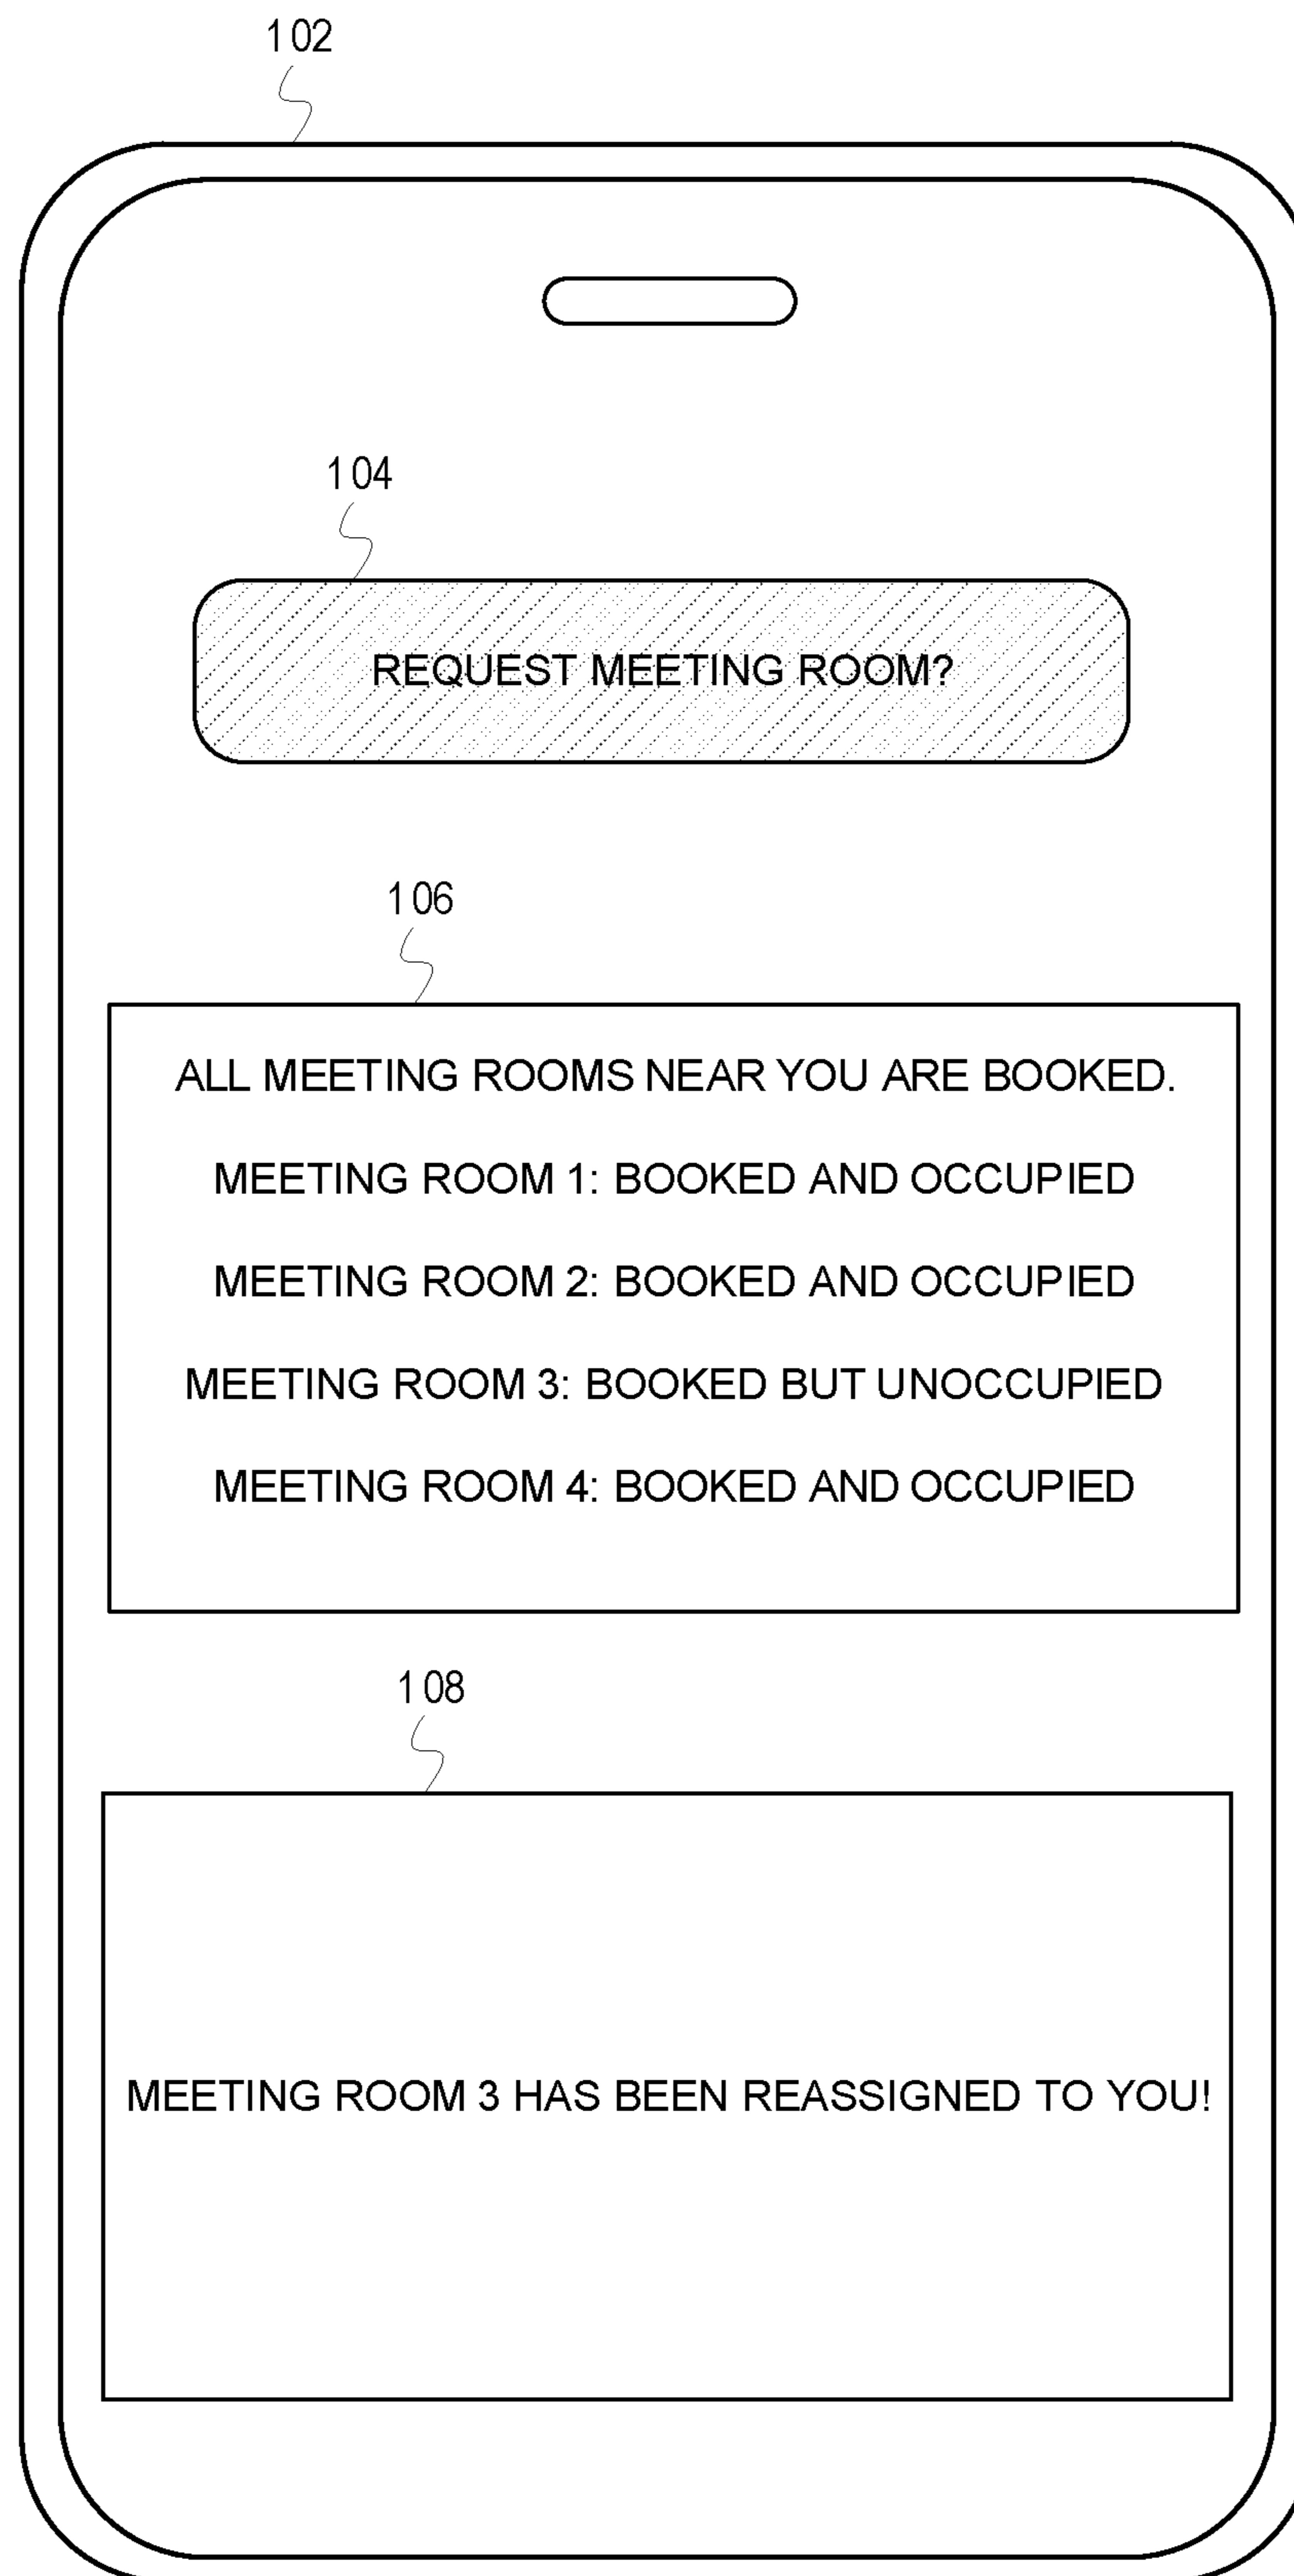 102
104
REQUEST MEETING ROOM?
106
ALL MEETING ROOMS NEAR YOU ARE BOOKED.
MEETING ROOM 1: BOOKED AND OCCUPIED
MEETING ROOM 2: BOOKED AND OCCUPIED
MEETING ROOM 3: BOOKED BUT UNOCCUPIED
MEETING ROOM 4: BOOKED AND OCCUPIED
108
MEETING ROOM 3 HAS BEEN REASSIGNED TO YOU!